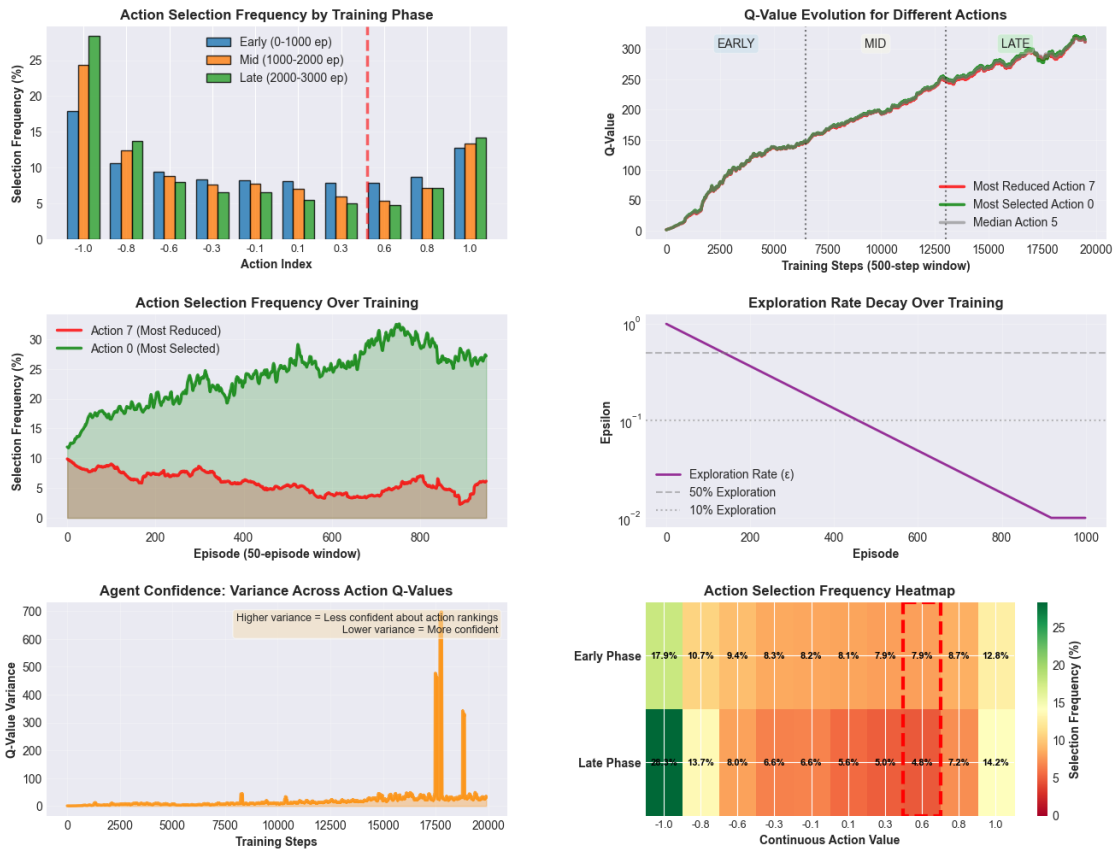 Action Selection Frequency by Training Phase
Selection Frequency (%)
25
20
15
10
5
0
Early (0-1000 ep)
Mid (1000-2000 ep)
Late (2000-3000 ep)
-1.0 -0.8 -0.6 -0.3 -0.1 0.1 0.3 0.6 0.8 1.0
Action Index
Q-Value Evolution for Different Actions
Q-Value
300
250
200
150
100
50
0
EARLY MID LATE
Most Reduced Action 7
Most Selected Action 0
Median Action 5
0 2500 5000 7500 10000 12500 15000 17500 20000
Training Steps (500-step window)
Action Selection Frequency Over Training
Selection Frequency (%)
30
25
20
15
10
5
0
Action 7 (Most Reduced)
Action 0 (Most Selected)
0 200 400 600 800
Episode (50-episode window)
Exploration Rate Decay Over Training
Epsilon
10⁰
10⁻¹
10⁻²
Exploration Rate (ε)
50% Exploration
10% Exploration
0 200 400 600 800 1000
Episode
Agent Confidence: Variance Across Action Q-Values
Q-Value Variance
700
600
500
400
300
200
100
0
Higher variance = Less confident about action rankings
Lower variance = More confident
0 2500 5000 7500 10000 12500 15000 17500 20000
Training Steps
Action Selection Frequency Heatmap
Early Phase 17.9% 10.7% 9.4% 8.3% 8.2% 8.1% 7.9% 7.9% 8.7% 12.8%
Late Phase 28.3% 13.7% 8.0% 6.6% 6.6% 5.6% 5.0% 4.8% 7.2% 14.2%
-1.0 -0.8 -0.6 -0.3 -0.1 0.1 0.3 0.6 0.8 1.0
Continuous Action Value
25
20
15
10
5
0
Selection Frequency (%)